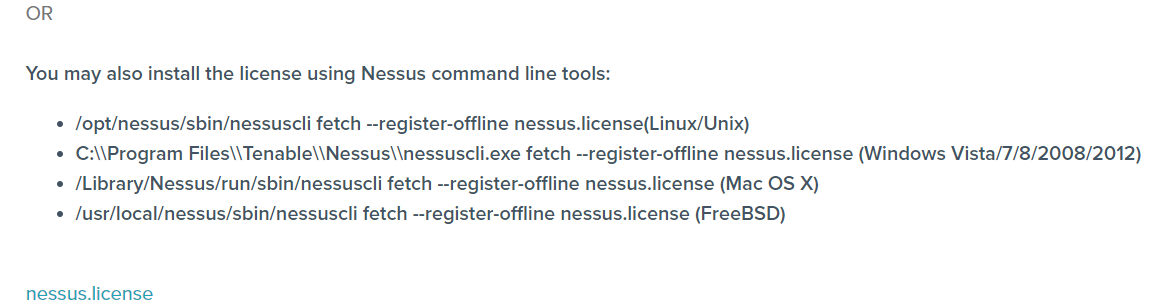 OR
You may also install the license using Nessus command line tools:
• /opt/nessus/sbin/nessuscli fetch --register-offline nessus.license(Linux/Unix)
• C:\\Program Files\\Tenable\\Nessus\\nessuscli.exe fetch --register-offline nessus.license (Windows Vista/7/8/2008/2012)
• /Library/Nessus/run/sbin/nessuscli fetch --register-offline nessus.license (Mac OS X)
• /usr/local/nessus/sbin/nessuscli fetch --register-offline nessus.license (FreeBSD)
nessus.license